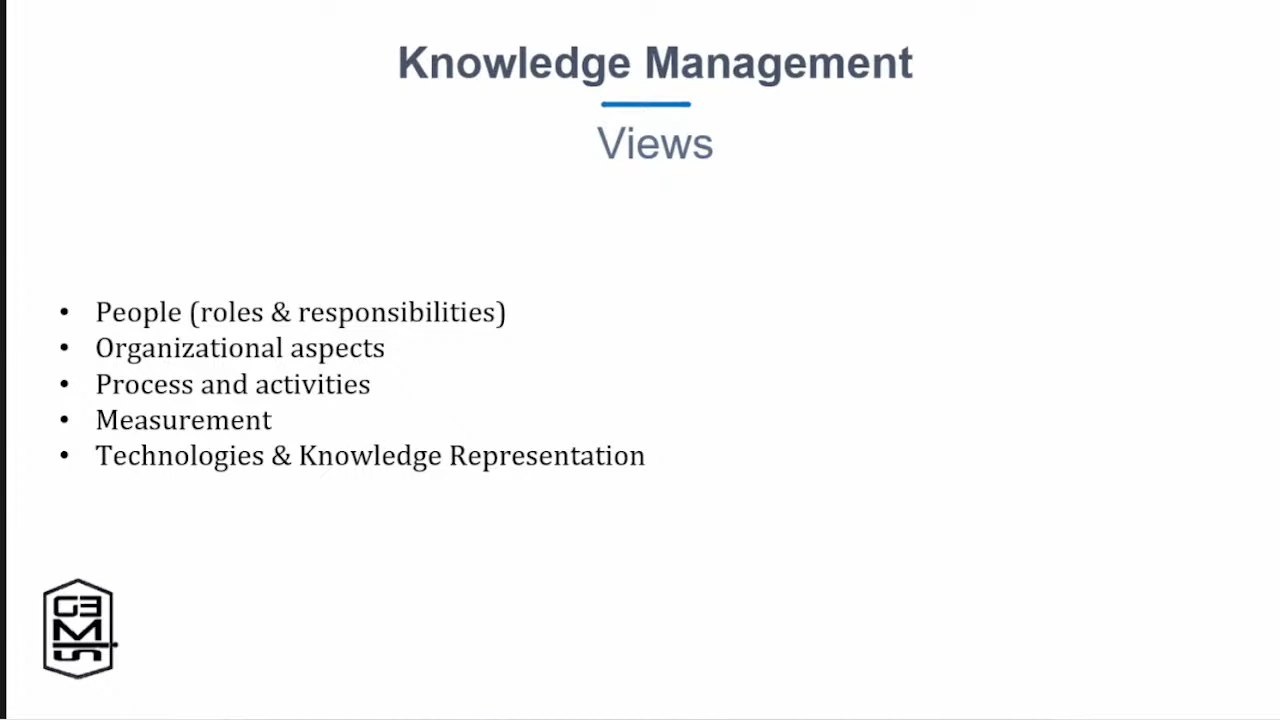 Knowledge Management
Views
• People (roles & responsibilities)
• Organizational aspects
• Process and activities
• Measurement
• Technologies & Knowledge Representation